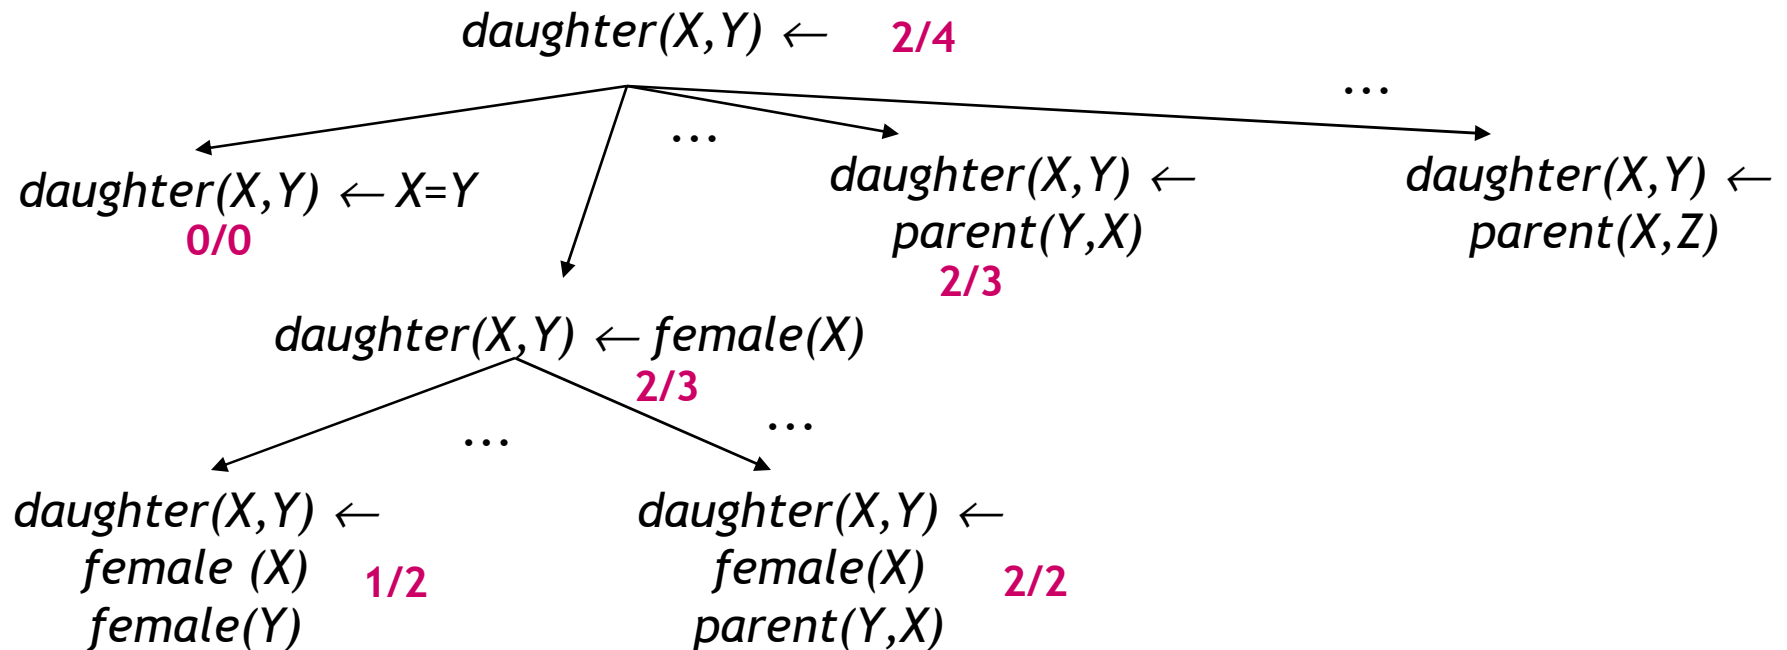 daughter(X,Y) ← 2/4
...
...
daughter(X,Y) ← X=Y
0/0
daughter(X,Y) ←
parent(Y,X)
2/3
daughter(X,Y) ←
parent(X,Z)
daughter(X,Y) ← female(X)
2/3
...
...
daughter(X,Y) ←
female (X) 1/2
female(Y)
daughter(X,Y) ←
female(X) 2/2
parent(Y,X)